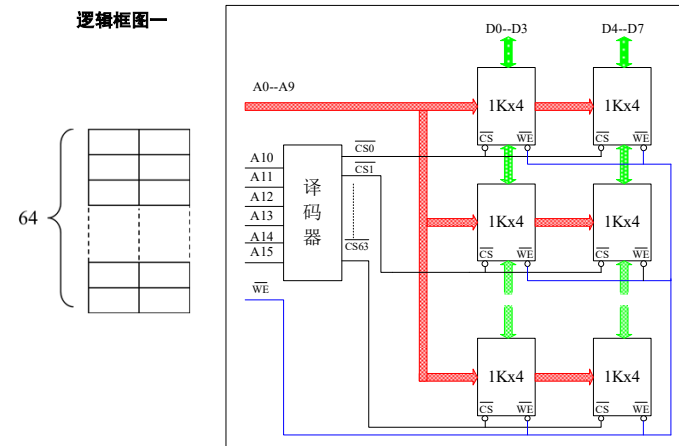 逻辑框图一
64
D0--D3
D4--D7
A0--A9
1Kx4
1Kx4
CS
WE
CS
WE
A10
A11
A12
A13
A14
A15
WE
译码器
CS0
CS1
CS63
1Kx4
1Kx4
CS
WE
CS
WE
1Kx4
1Kx4
CS
WE
CS
WE